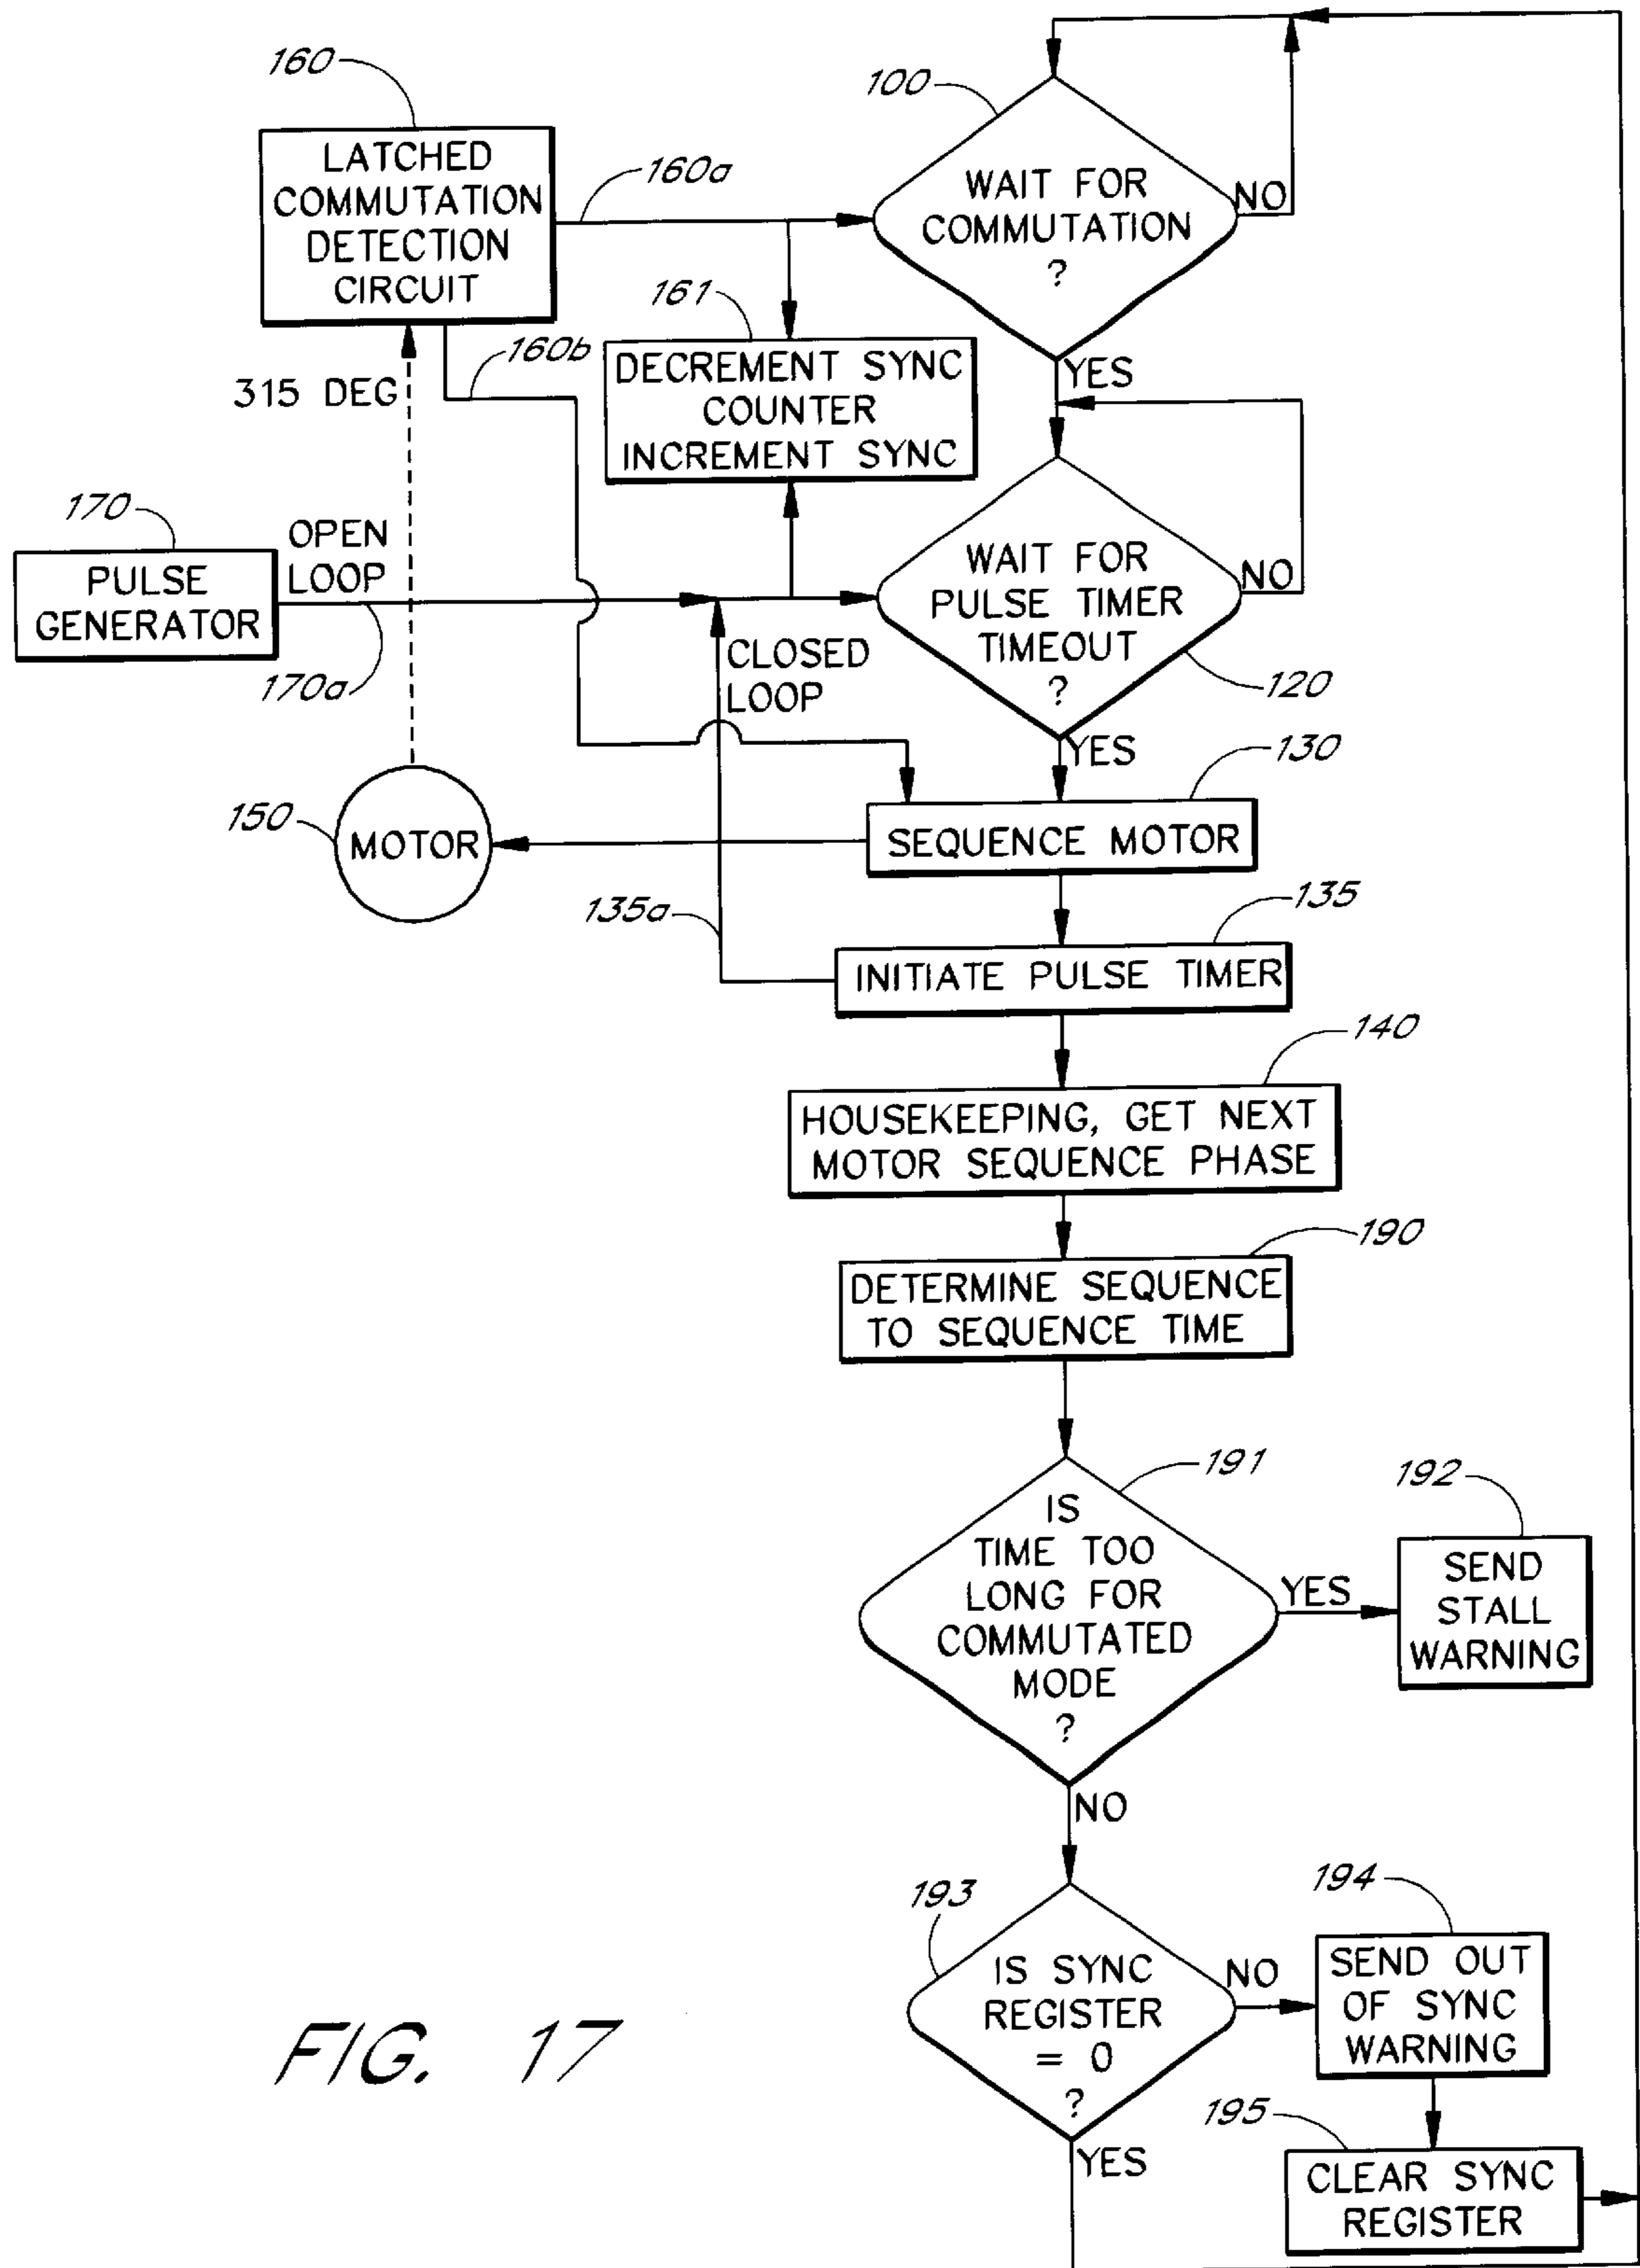 160
100
LATCHED
COMMUTATION
DETECTION
CIRCUIT
160a
WAIT FOR
COMMUTATION
?
NO
161
160b
YES
DECREMENT SYNC
COUNTER
INCREMENT SYNC
315 DEG
170
OPEN
LOOP
PULSE
GENERATOR
170a
WAIT FOR
PULSE TIMER
TIMEOUT
?
NO
CLOSED
LOOP
120
YES
130
150
MOTOR
SEQUENCE MOTOR
135a
135
INITIATE PULSE TIMER
140
HOUSEKEEPING, GET NEXT
MOTOR SEQUENCE PHASE
190
DETERMINE SEQUENCE
TO SEQUENCE TIME
191
IS
TIME TOO
LONG FOR
COMMUTATED
MODE
?
YES
192
SEND
STALL
WARNING
NO
193
IS SYNC
REGISTER
= 0
?
NO
194
SEND OUT
OF SYNC
WARNING
195
YES
CLEAR SYNC
REGISTER
FIG. 17